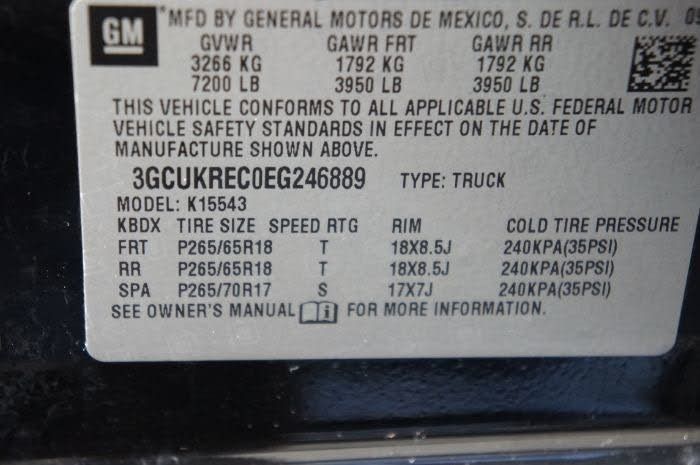 GM
*MFD BY GENERAL MOTORS DE MEXICO, S. DE R.L. DE C.V.
GVWR GAWR FRT GAWR RR
3266 KG 1792 KG 1792 KG
7200 LB 3950 LB 3950 LB
THIS VEHICLE CONFORMS TO ALL APPLICABLE U.S. FEDERAL MOTOR
VEHICLE SAFETY STANDARDS IN EFFECT ON THE DATE OF
MANUFACTURE SHOWN ABOVE.
3GCUKREC0EG246889 TYPE: TRUCK
MODEL: K15543
KBDX TIRE SIZE SPEED RTG RIM COLD TIRE PRESSURE
FRT P265/65R18 T 18X8.5J 240KPA(35PSI)
RR P265/65R18 T 18X8.5J 240KPA(35PSI)
SPA P265/70R17 S 17X7J 240KPA(35PSI)
SEE OWNER'S MANUAL i FOR MORE INFORMATION.